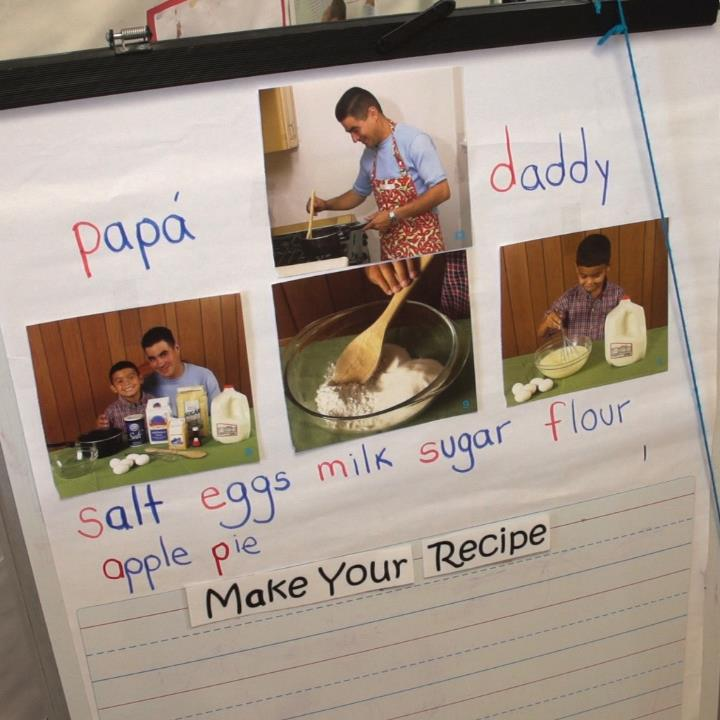 papá
daddy
salt eggs milk sugar flour
apple pie
Make Your Recipe